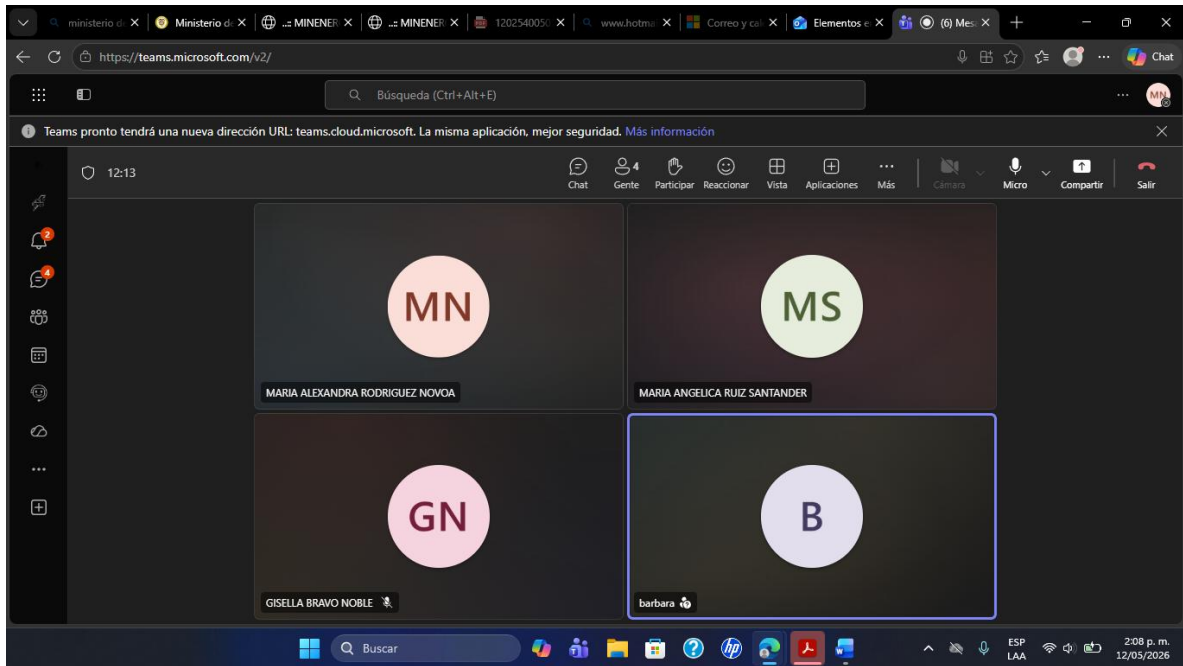 ministerio d
Ministerio de
..:: MINENER
..:: MINENER
1202540050
www.hotma
Correo y cal
Elementos e
(6) Mes
https://teams.microsoft.com/v2/
Chat
Búsqueda (Ctrl+Alt+E)
MN
Teams pronto tendrá una nueva dirección URL: teams.cloud.microsoft. La misma aplicación, mejor seguridad. Más información
12:13
4
Chat
Gente
Participar
Reaccionar
Vista
Aplicaciones
Más
Cámara
Micro
Compartir
Salir
2
4
MN
MARIA ALEXANDRA RODRIGUEZ NOVOA
MS
MARIA ANGELICA RUIZ SANTANDER
GN
GISELLA BRAVO NOBLE
B
barbara
Buscar
hp
ESP
LAA
2:08 p. m.
12/05/2026